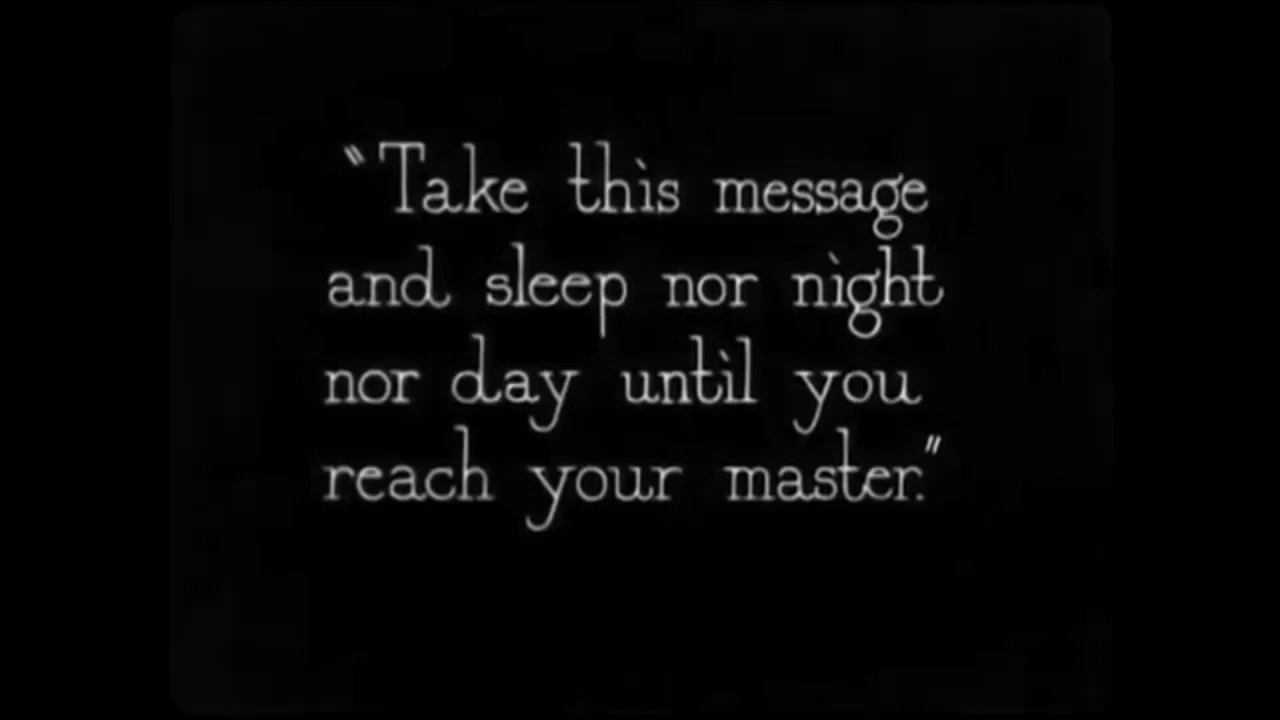 "Take this message
and sleep nor night
nor day until you
reach your master."